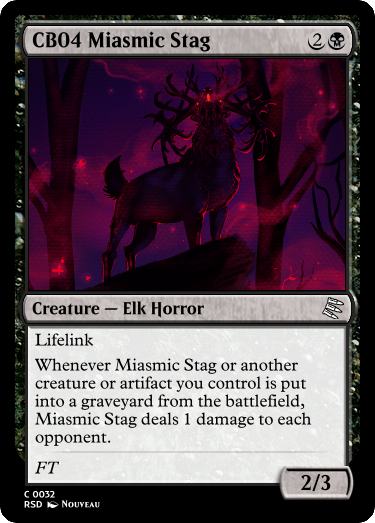 CB04 Miasmic Stag 2
Creature — Elk Horror
Lifelink
Whenever Miasmic Stag or another
creature or artifact you control is put
into a graveyard from the battlefield,
Miasmic Stag deals 1 damage to each
opponent.
FT
2/3
C 0032
RSD Nouveau